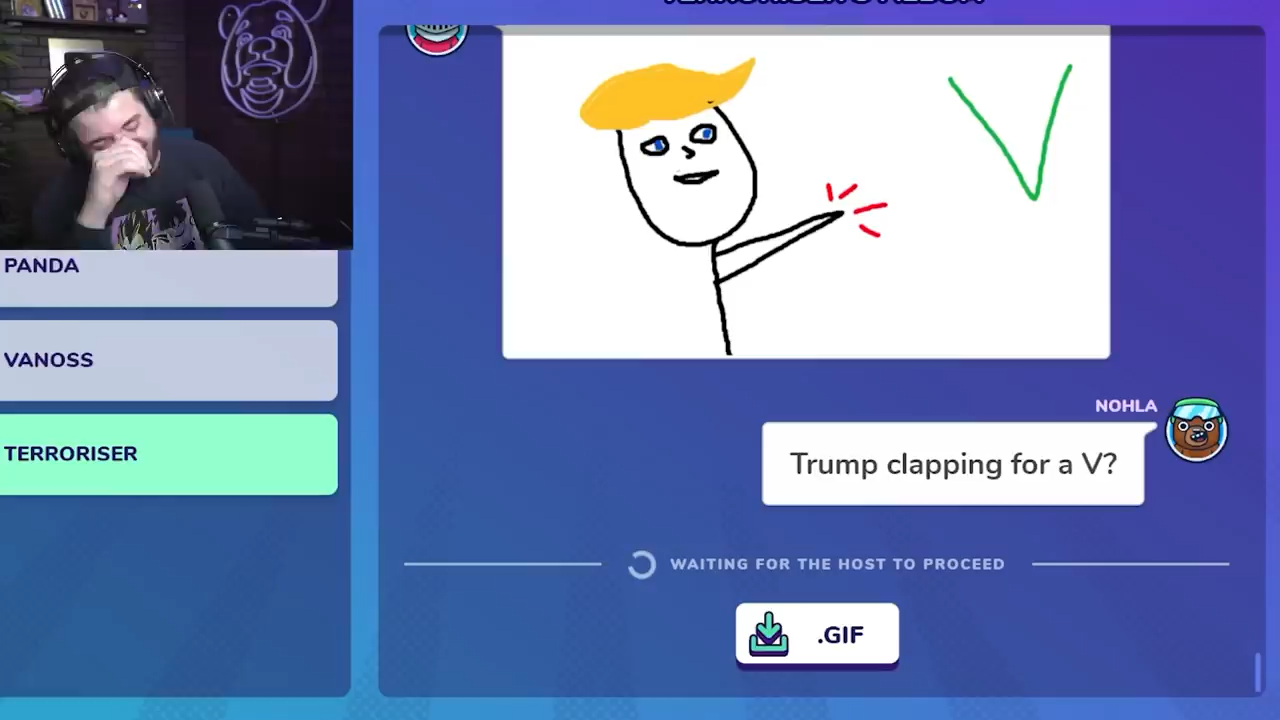 PANDA
VANOSS
TERRORISER
V
NOHLA
Trump clapping for a V?
WAITING FOR THE HOST TO PROCEED
.GIF